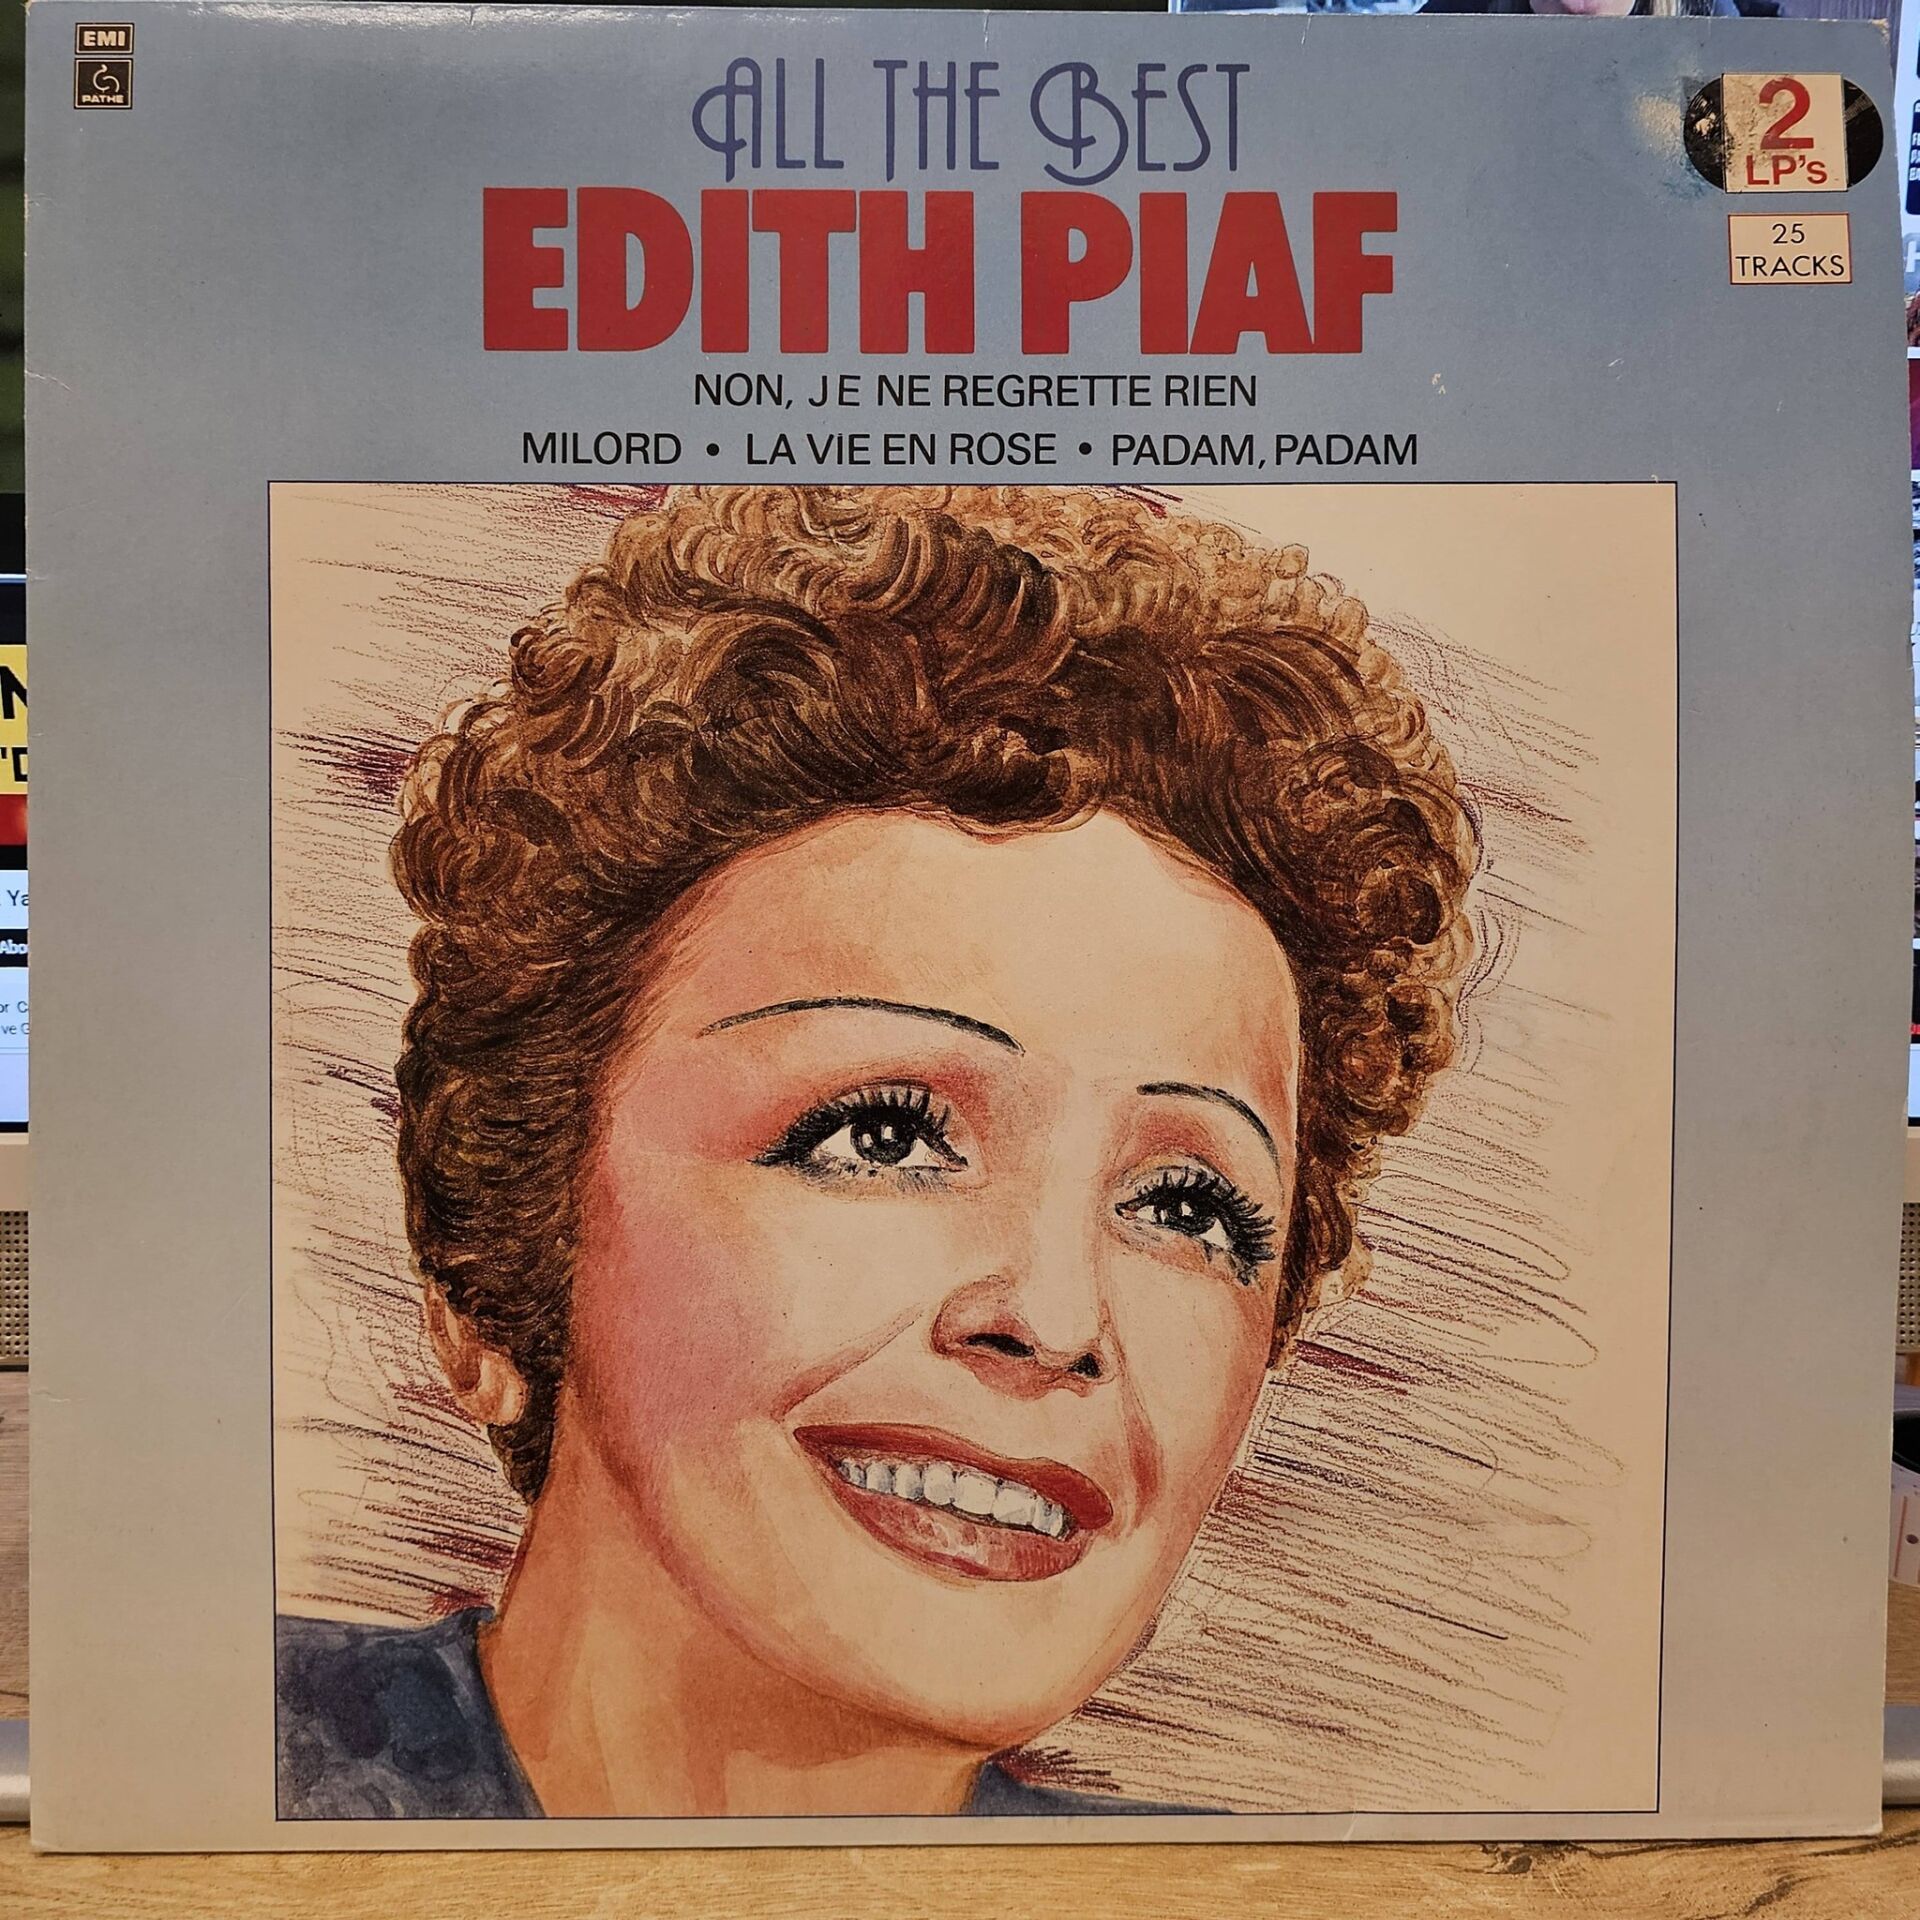 EMI
PATHE
ALL THE BEST
EDITH PIAF
NON, JE NE REGRETTE RIEN
MILORD • LA VIE EN ROSE • PADAM, PADAM
2
LP's
25
TRACKS